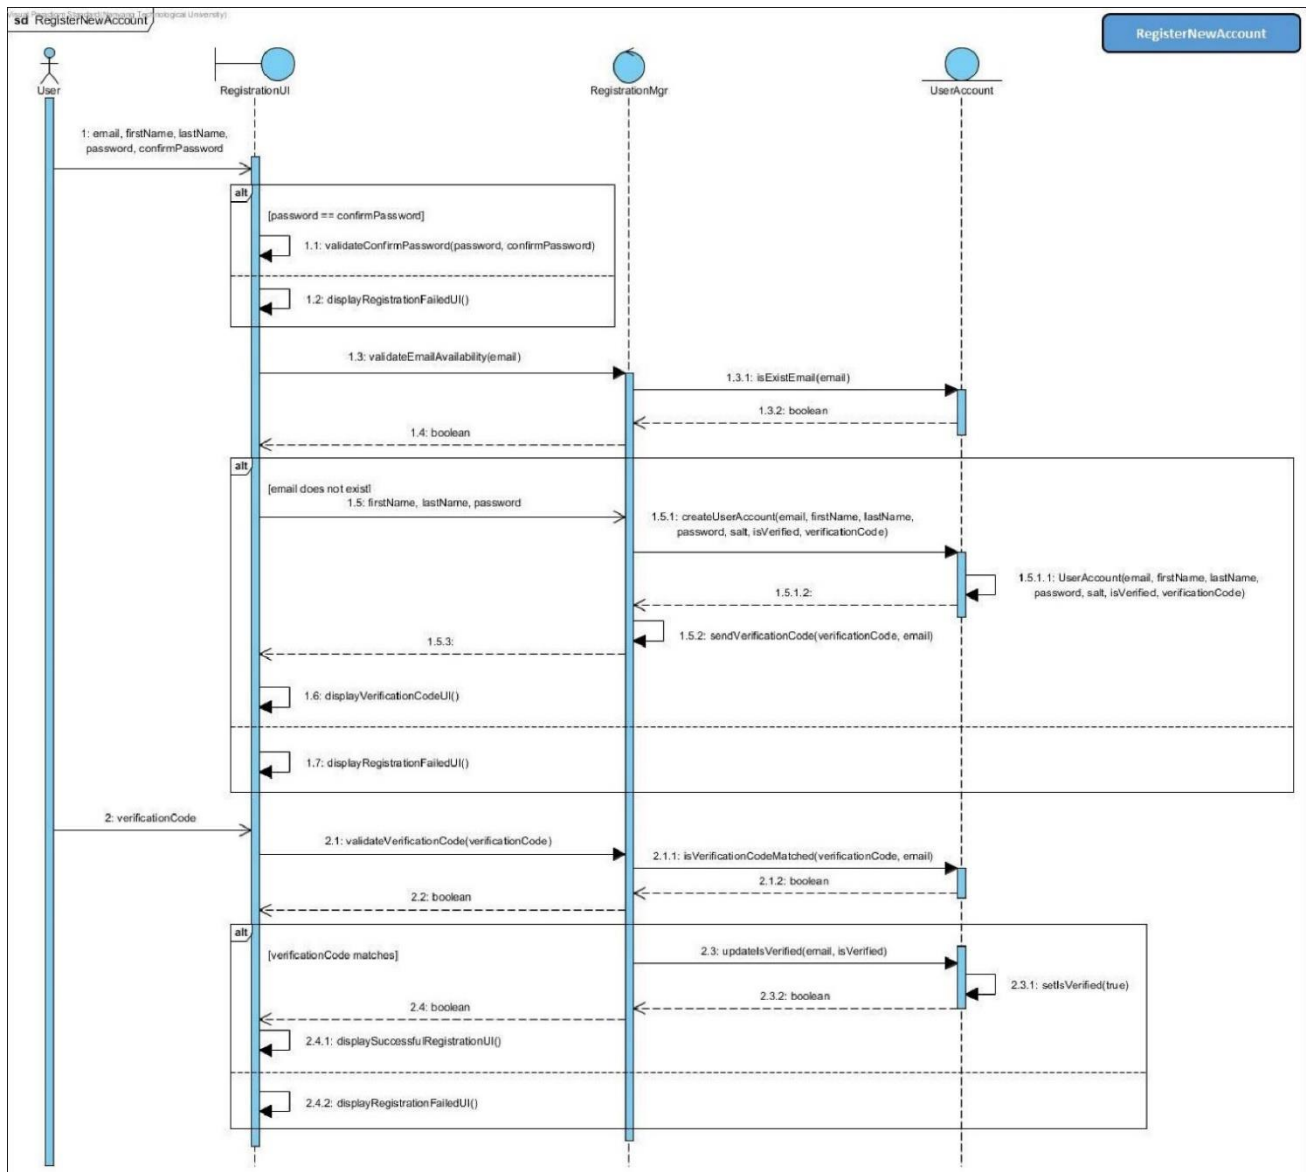 Visual Paradigm Standard(Nanyang Technological University)
sd RegisterNewAccount
RegisterNewAccount
User
RegistrationUI
RegistrationMgr
UserAccount
1: email, firstName, lastName,
password, confirmPassword
alt
[password == confirmPassword]
1.1: validateConfirmPassword(password, confirmPassword)
1.2: displayRegistrationFailedUI()
1.3: validateEmailAvailability(email)
1.3.1: isExistEmail(email)
1.3.2: boolean
1.4: boolean
alt
[email does not exist]
1.5: firstName, lastName, password
1.5.1: createUserAccount(email, firstName, lastName,
password, salt, isVerified, verificationCode)
1.5.1.1: UserAccount(email, firstName, lastName,
password, salt, isVerified, verificationCode)
1.5.1.2:
1.5.2: sendVerificationCode(verificationCode, email)
1.5.3:
1.6: displayVerificationCodeUI()
1.7: displayRegistrationFailedUI()
2: verificationCode
2.1: validateVerificationCode(verificationCode)
2.1.1: isVerificationCodeMatched(verificationCode, email)
2.1.2: boolean
2.2: boolean
alt
[verificationCode matches]
2.3: updateIsVerified(email, isVerified)
2.3.1: setIsVerified(true)
2.3.2: boolean
2.4: boolean
2.4.1: displaySuccessfulRegistrationUI()
2.4.2: displayRegistrationFailedUI()